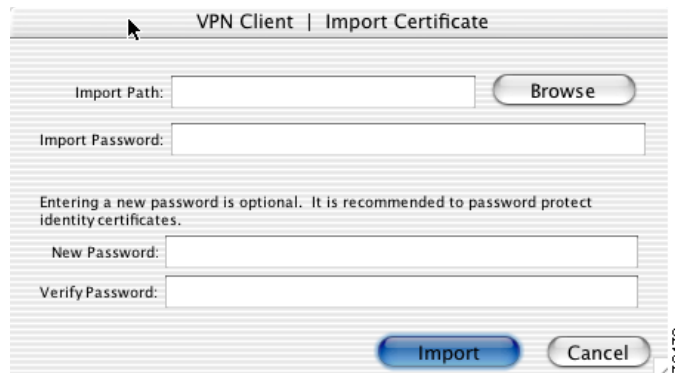 VPN Client | Import Certificate
Import Path:
Browse
Import Password:
Entering a new password is optional. It is recommended to password protect
identity certificates.
New Password:
Verify Password:
Import
Cancel